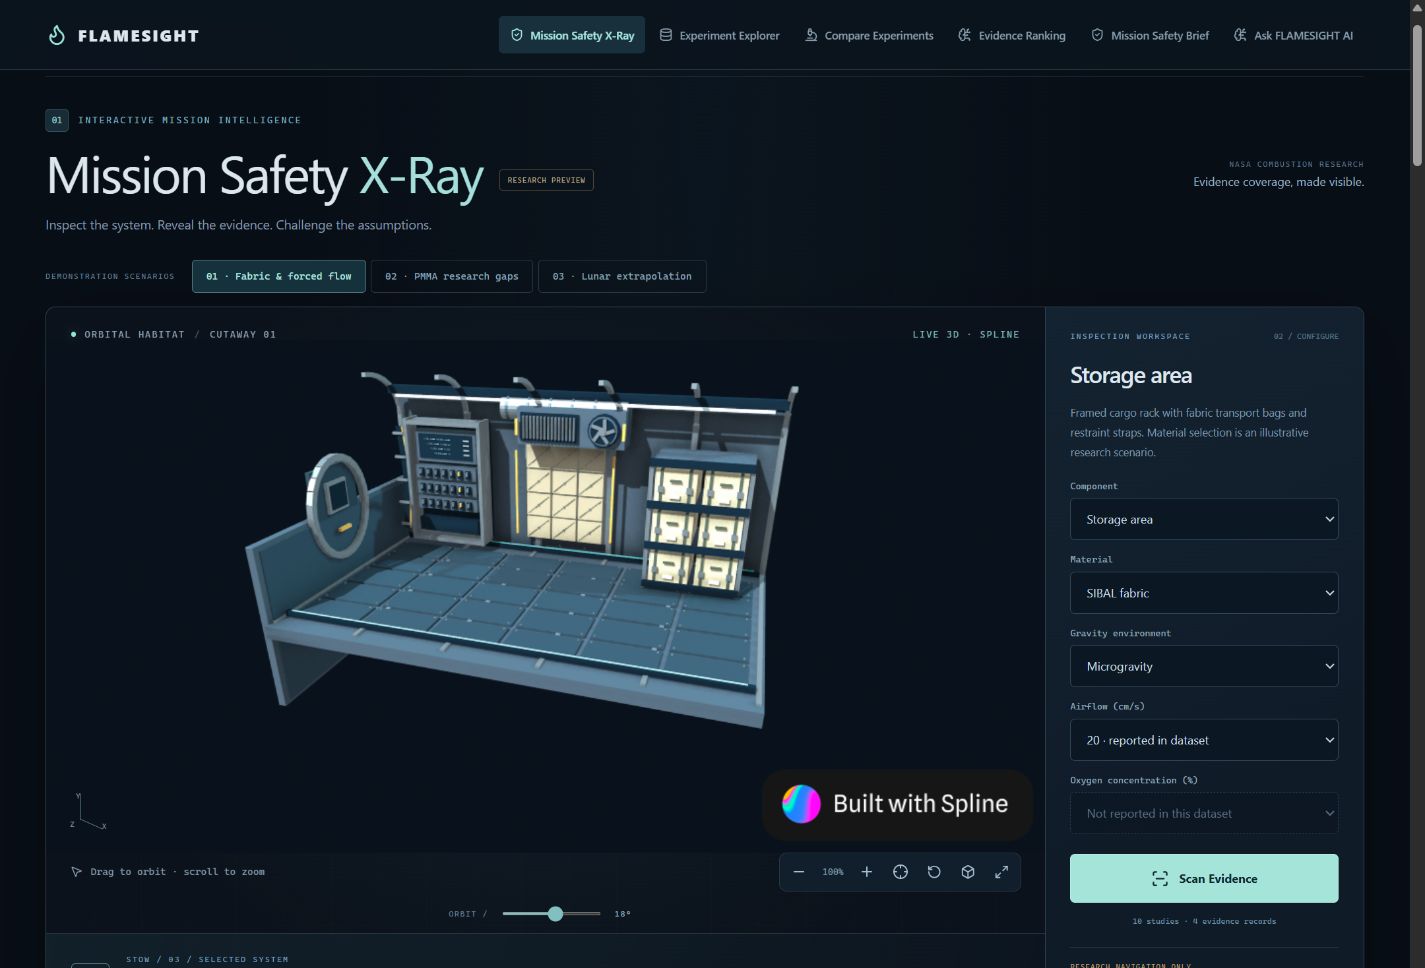 FLAMESIGHT
Mission Safety X-Ray
Experiment Explorer
Compare Experiments
Evidence Ranking
Mission Safety Brief
Ask FLAMESIGHT AI
01 INTERACTIVE MISSION INTELLIGENCE
Mission Safety X-Ray
RESEARCH PREVIEW
NASA COMBUSTION RESEARCH
Evidence coverage, made visible.
Inspect the system. Reveal the evidence. Challenge the assumptions.
DEMONSTRATION SCENARIOS
01 · Fabric & forced flow
02 · PMMA research gaps
03 · Lunar extrapolation
ORBITAL HABITAT / CUTAWAY 01
LIVE 3D · SPLINE
Y
Z
X
Built with Spline
Drag to orbit · scroll to zoom
100%
ORBIT /
18°
STOW / 03 / SELECTED SYSTEM
INSPECTION WORKSPACE
02 / CONFIGURE
Storage area
Framed cargo rack with fabric transport bags and
restraint straps. Material selection is an illustrative
research scenario.
Component
Storage area
Material
SIBAL fabric
Gravity environment
Microgravity
Airflow (cm/s)
20 · reported in dataset
Oxygen concentration (%)
Not reported in this dataset
Scan Evidence
10 studies · 4 evidence records
RESEARCH NAVIGATION ONLY